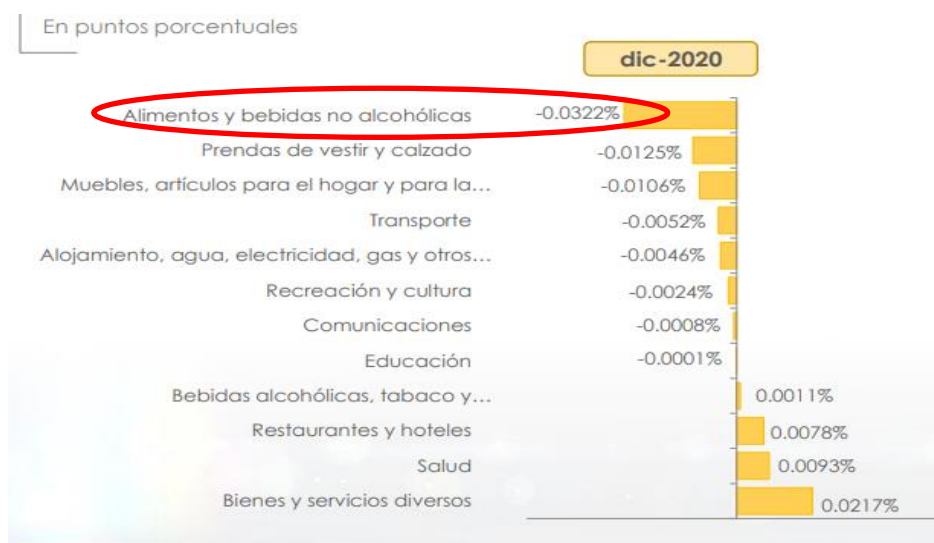 En puntos porcentuales
dic-2020
Alimentos y bebidas no alcohólicas -0.0322%
Prendas de vestir y calzado -0.0125%
Muebles, artículos para el hogar y para la... -0.0106%
Transporte -0.0052%
Alojamiento, agua, electricidad, gas y otros... -0.0046%
Recreación y cultura -0.0024%
Comunicaciones -0.0008%
Educación -0.0001%
Bebidas alcohólicas, tabaco y... 0.0011%
Restaurantes y hoteles 0.0078%
Salud 0.0093%
Bienes y servicios diversos 0.0217%